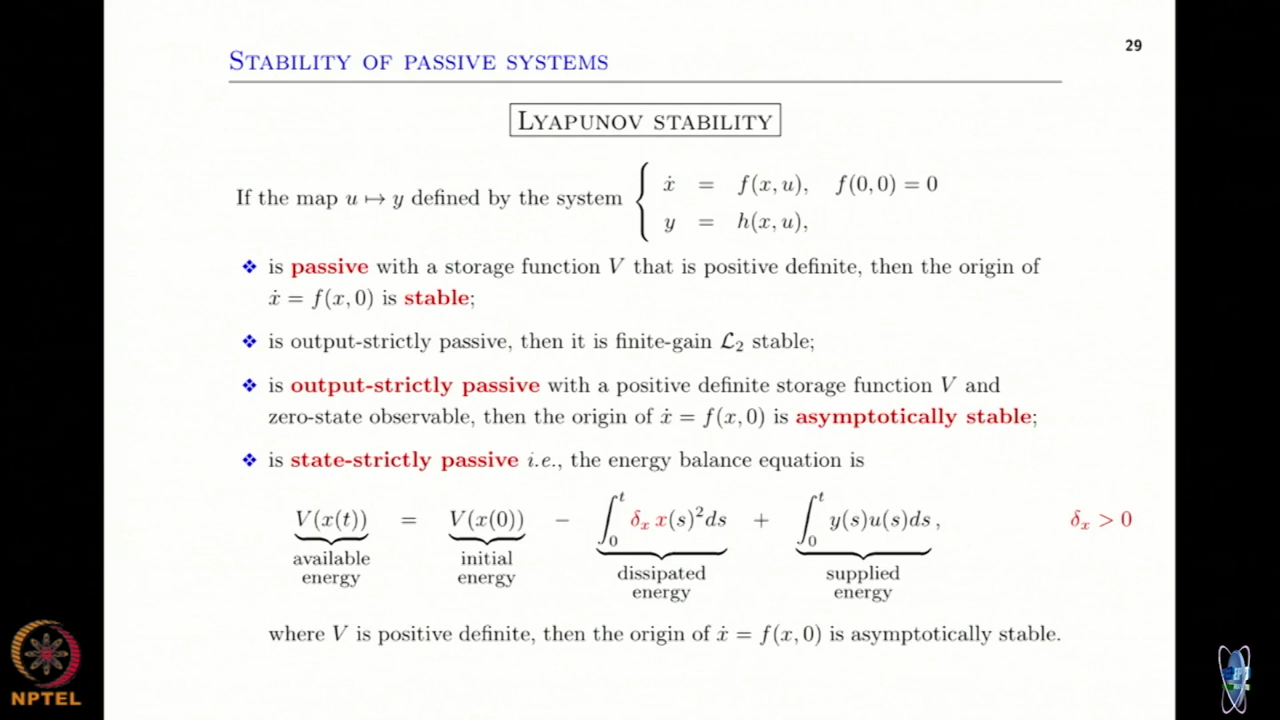 29
STABILITY OF PASSIVE SYSTEMS
LYAPUNOV STABILITY
If the map u ↦ y defined by the system { ẋ = f(x, u), f(0, 0) = 0
y = h(x, u),
❖ is passive with a storage function V that is positive definite, then the origin of
ẋ = f(x, 0) is stable;
❖ is output-strictly passive, then it is finite-gain ℒ₂ stable;
❖ is output-strictly passive with a positive definite storage function V and
zero-state observable, then the origin of ẋ = f(x, 0) is asymptotically stable;
❖ is state-strictly passive i.e., the energy balance equation is
V(x(t)) = V(x(0)) − ∫₀ᵗ δₓ x(s)²ds + ∫₀ᵗ y(s)u(s)ds , δₓ > 0
available energy
initial energy
dissipated energy
supplied energy
where V is positive definite, then the origin of ẋ = f(x, 0) is asymptotically stable.
NPTEL